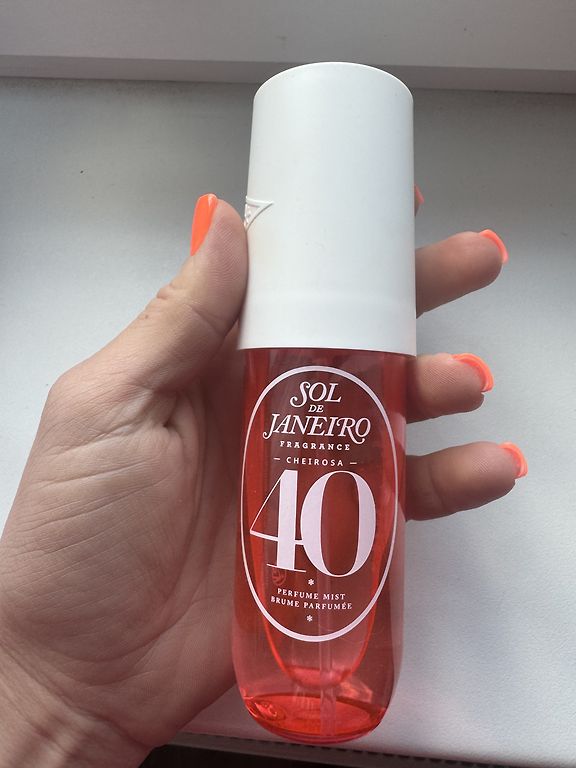 SOL
DE
JANEIRO
FRAGRANCE
— CHEIROSA —
40
*
PERFUME MIST
BRUME PARFUMÉE
*